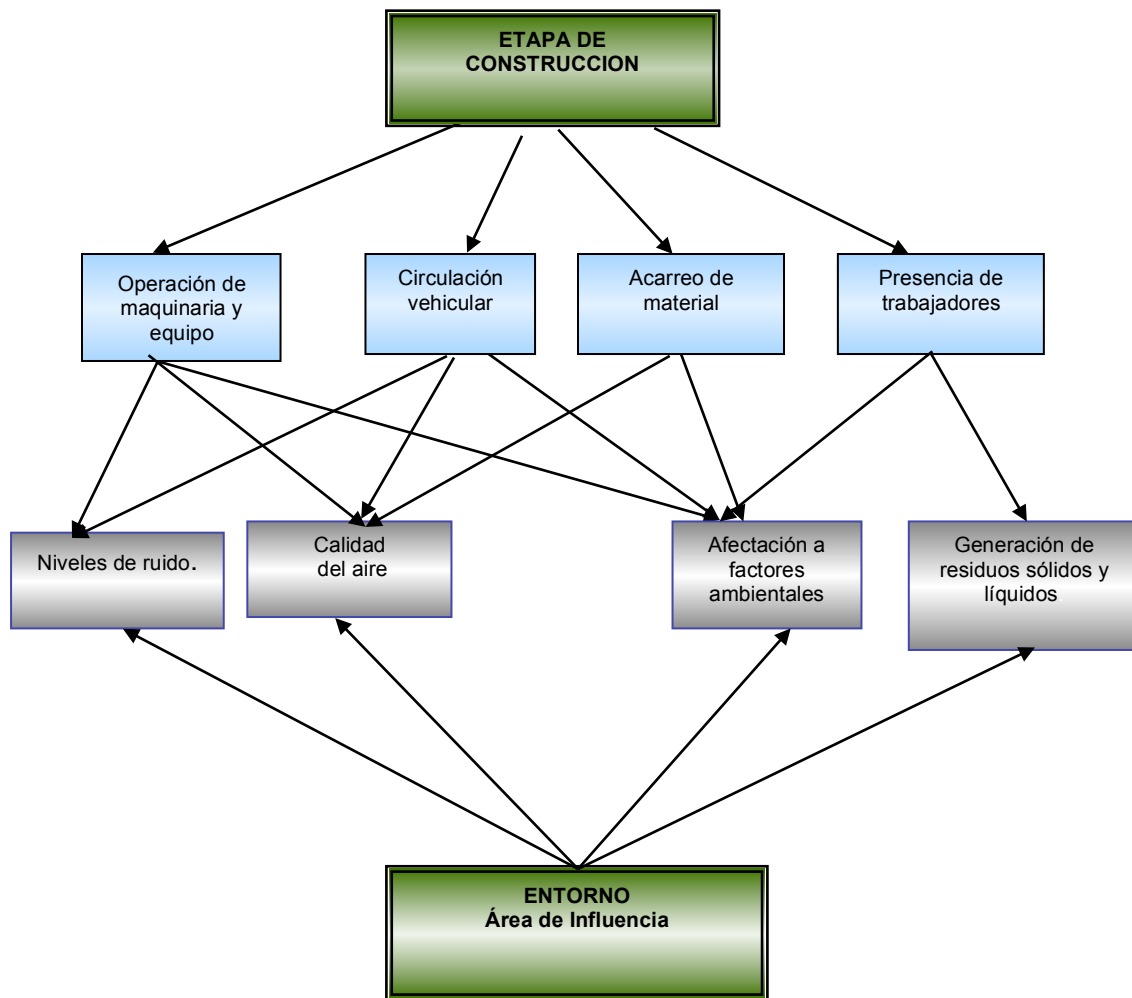 ETAPA DE
CONSTRUCCION
Operación de
maquinaria y
equipo
Circulación
vehicular
Acarreo de
material
Presencia de
trabajadores
Niveles de ruido.
Calidad
del aire
Afectación a
factores
ambientales
Generación de
residuos sólidos y
líquidos
ENTORNO
Área de Influencia